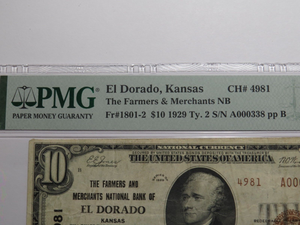 PMG
PAPER MONEY GUARANTY
El Dorado, Kansas CH# 4981
The Farmers & Merchants NB
Fr#1801-2 $10 1929 Ty. 2 S/N A000338 pp B
NATIONAL CURRENCY
THE UNITED STATES OF AMERICA
10
THE FARMERS AND
MERCHANTS NATIONAL BANK OF
EL DORADO
KANSAS
4981 A00